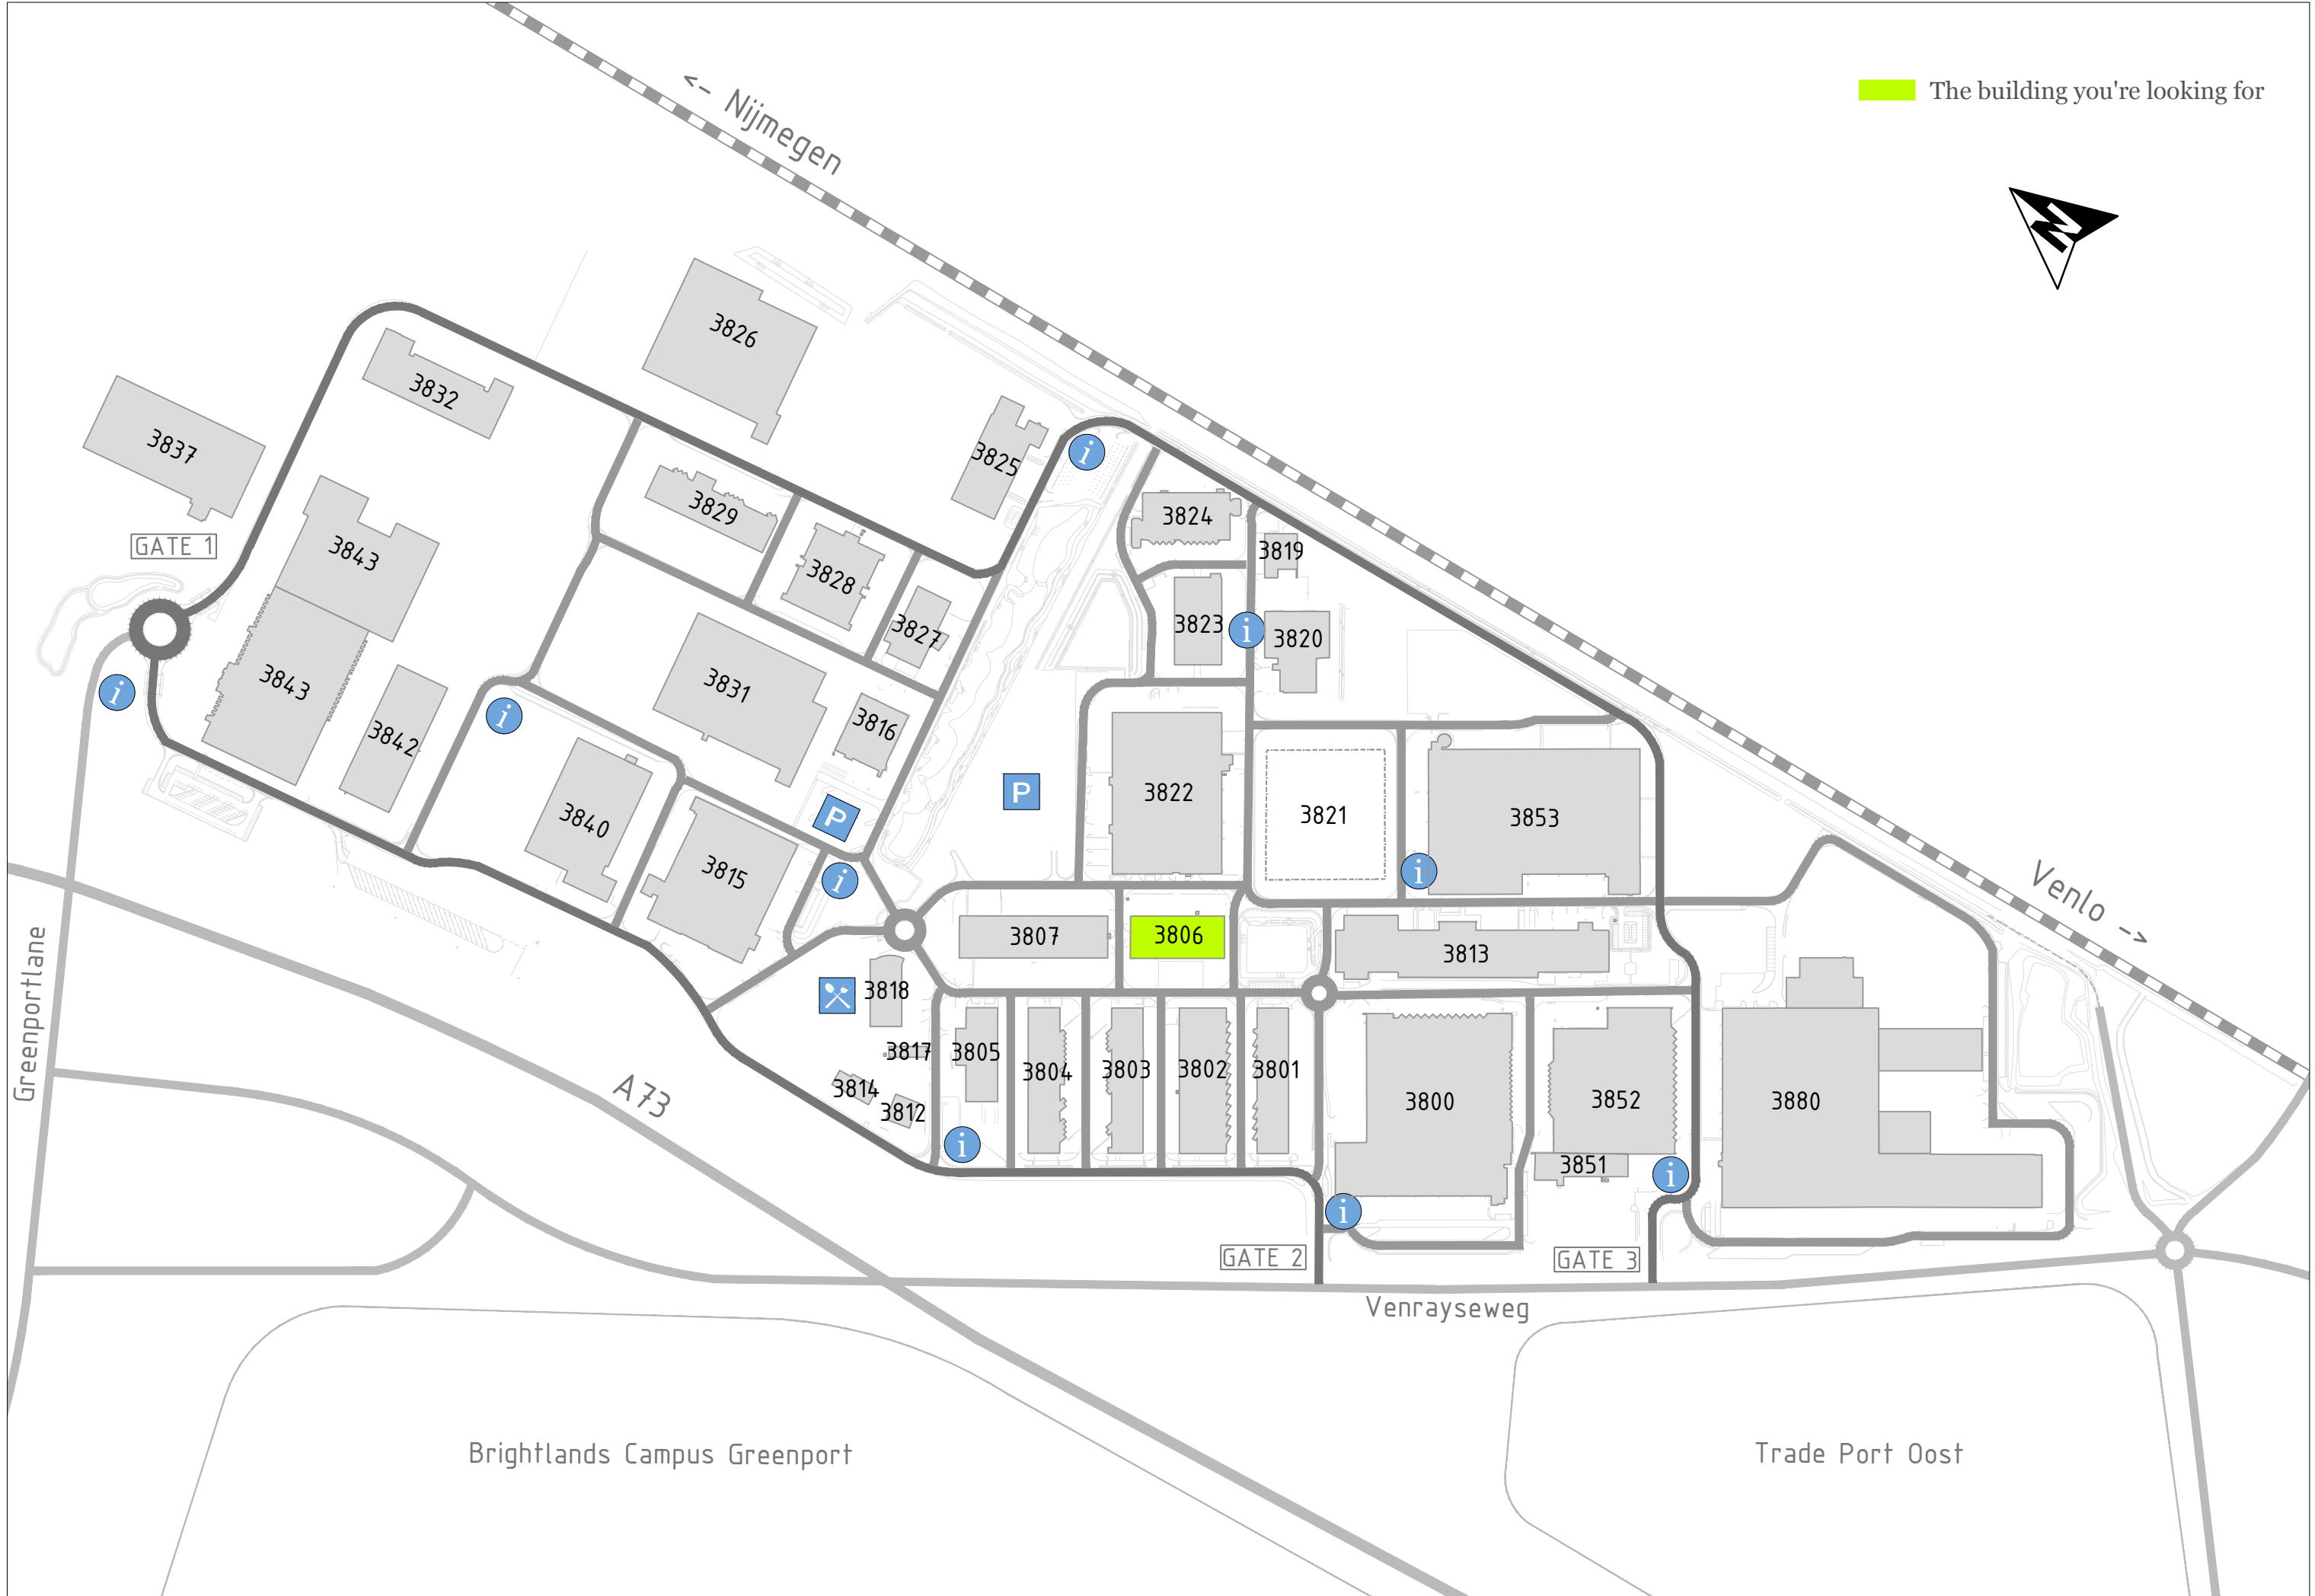 The building you're looking for
<- Nijmegen
N
3826
3832
3837
3825
3829
3824
GATE 1
3843
3819
3828
3823
i
3820
3827
3843
3831
3816
3842
3840
P
P
3822
3821
3853
3815
Venlo ->
3807
3806
3813
3818
Greenportlane
3817
3805
3804
3803
3802
3801
3800
3852
3880
3814
3812
A73
3851
i
i
i
i
i
i
i
i
GATE 2
GATE 3
Venrayseweg
Brightlands Campus Greenport
Trade Port Oost